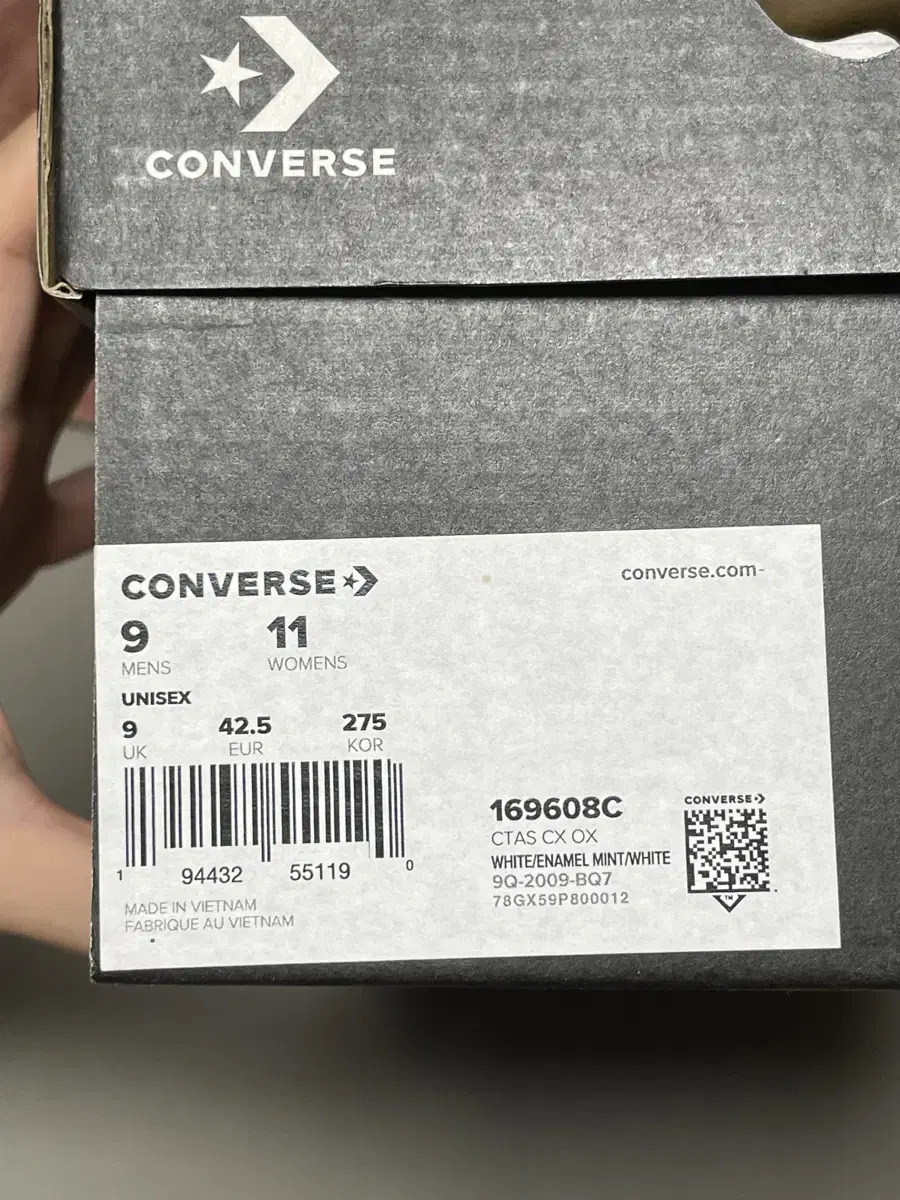 CONVERSE
CONVERSE
converse.com-
9 11
MENS WOMENS
UNISEX
9 42.5 275
UK EUR KOR
1 94432 55119 0
MADE IN VIETNAM
FABRIQUE AU VIETNAM
169608C
CTAS CX OX
WHITE/ENAMEL MINT/WHITE
9Q-2009-BQ7
78GX59P800012
CONVERSE
TM